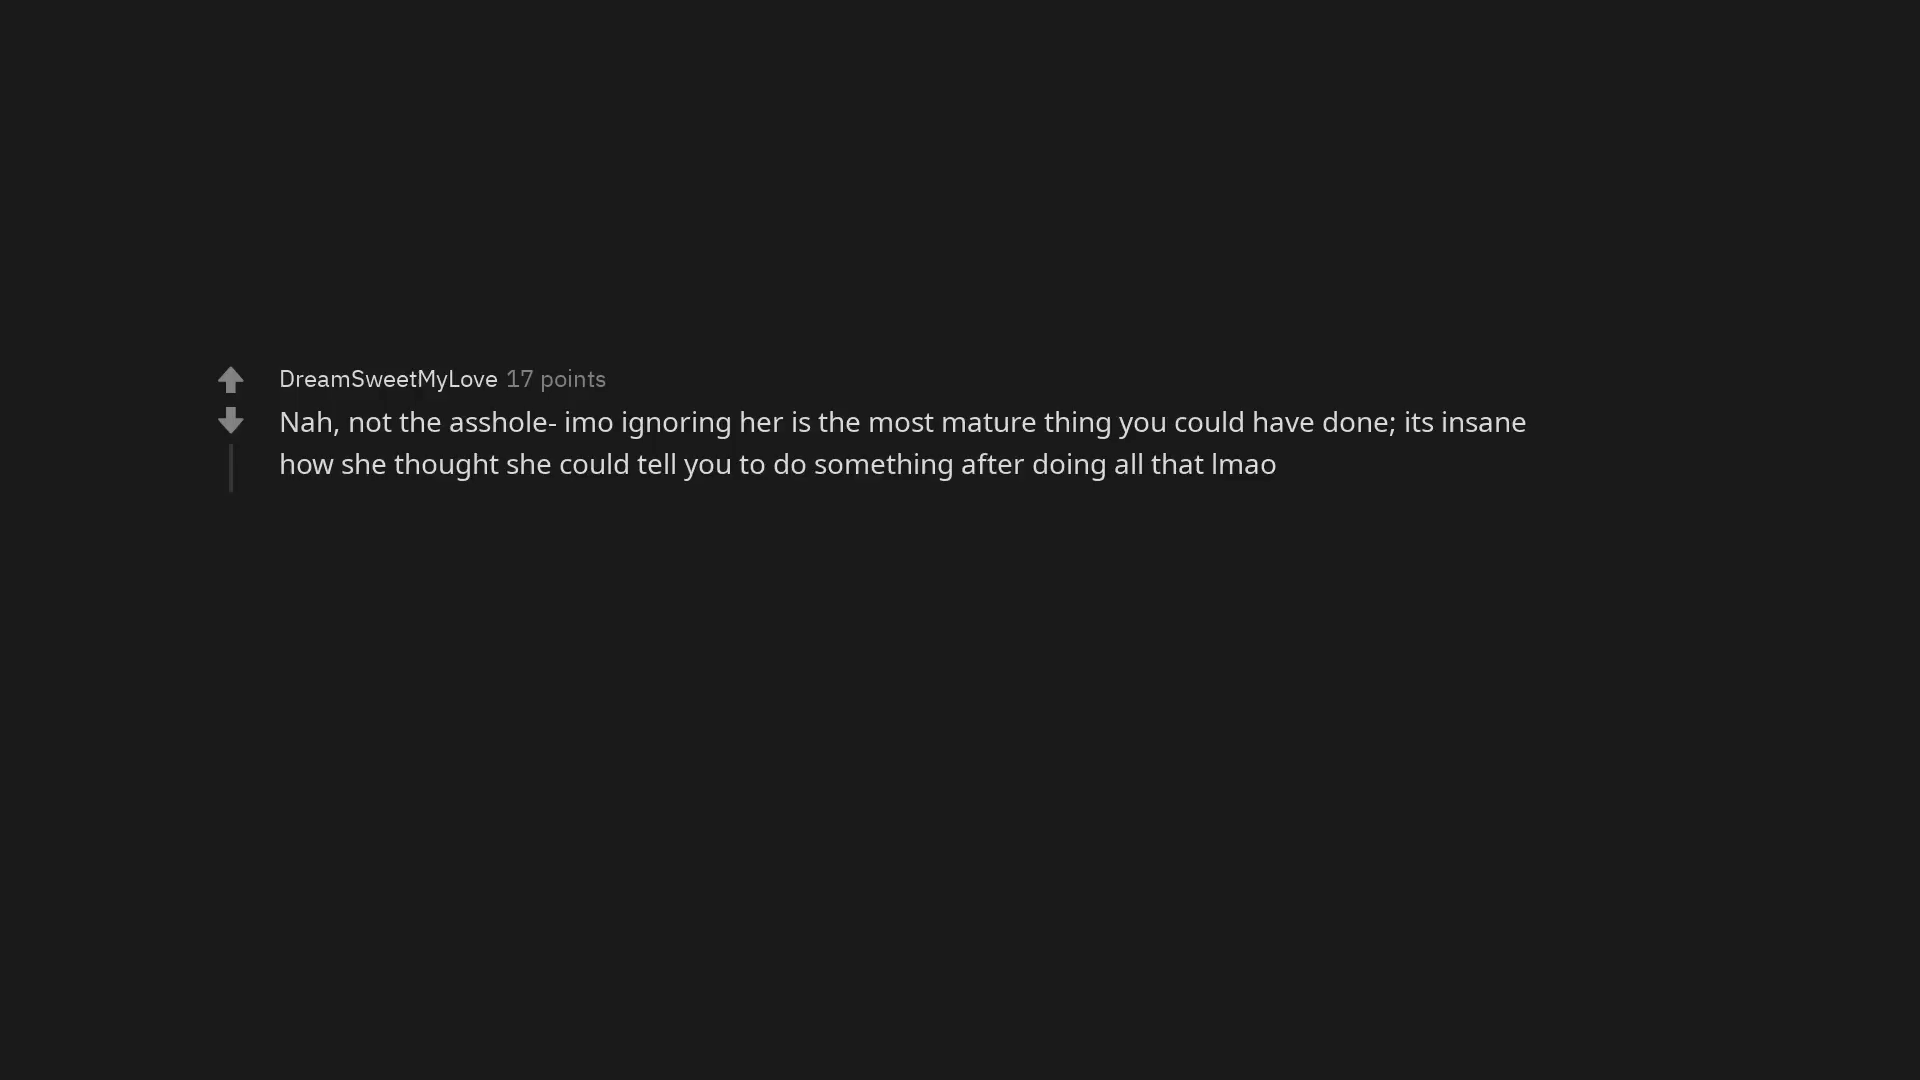 DreamSweetMyLove 17 points
Nah, not the asshole- imo ignoring her is the most mature thing you could have done; its insane
how she thought she could tell you to do something after doing all that lmao